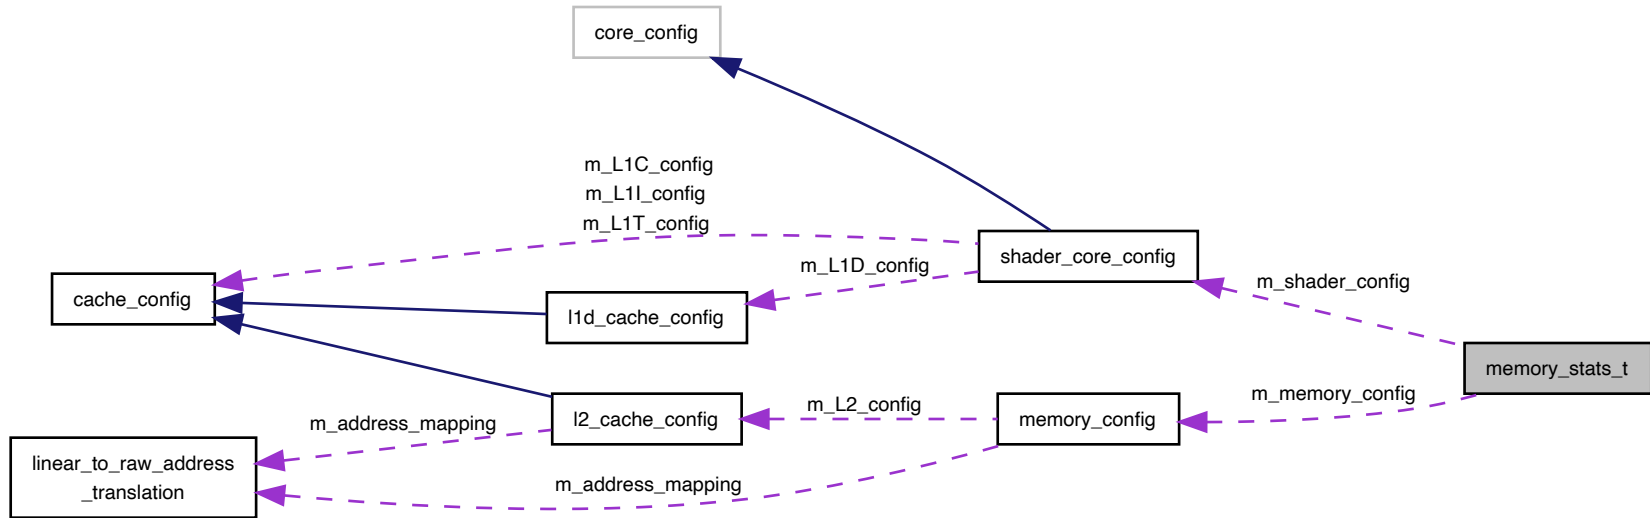 core_config
m_L1C_config
m_L1I_config
m_L1T_config
shader_core_config
m_L1D_config
m_shader_config
cache_config
l1d_cache_config
memory_stats_t
m_memory_config
m_L2_config
l2_cache_config
memory_config
m_address_mapping
linear_to_raw_address
_translation
m_address_mapping